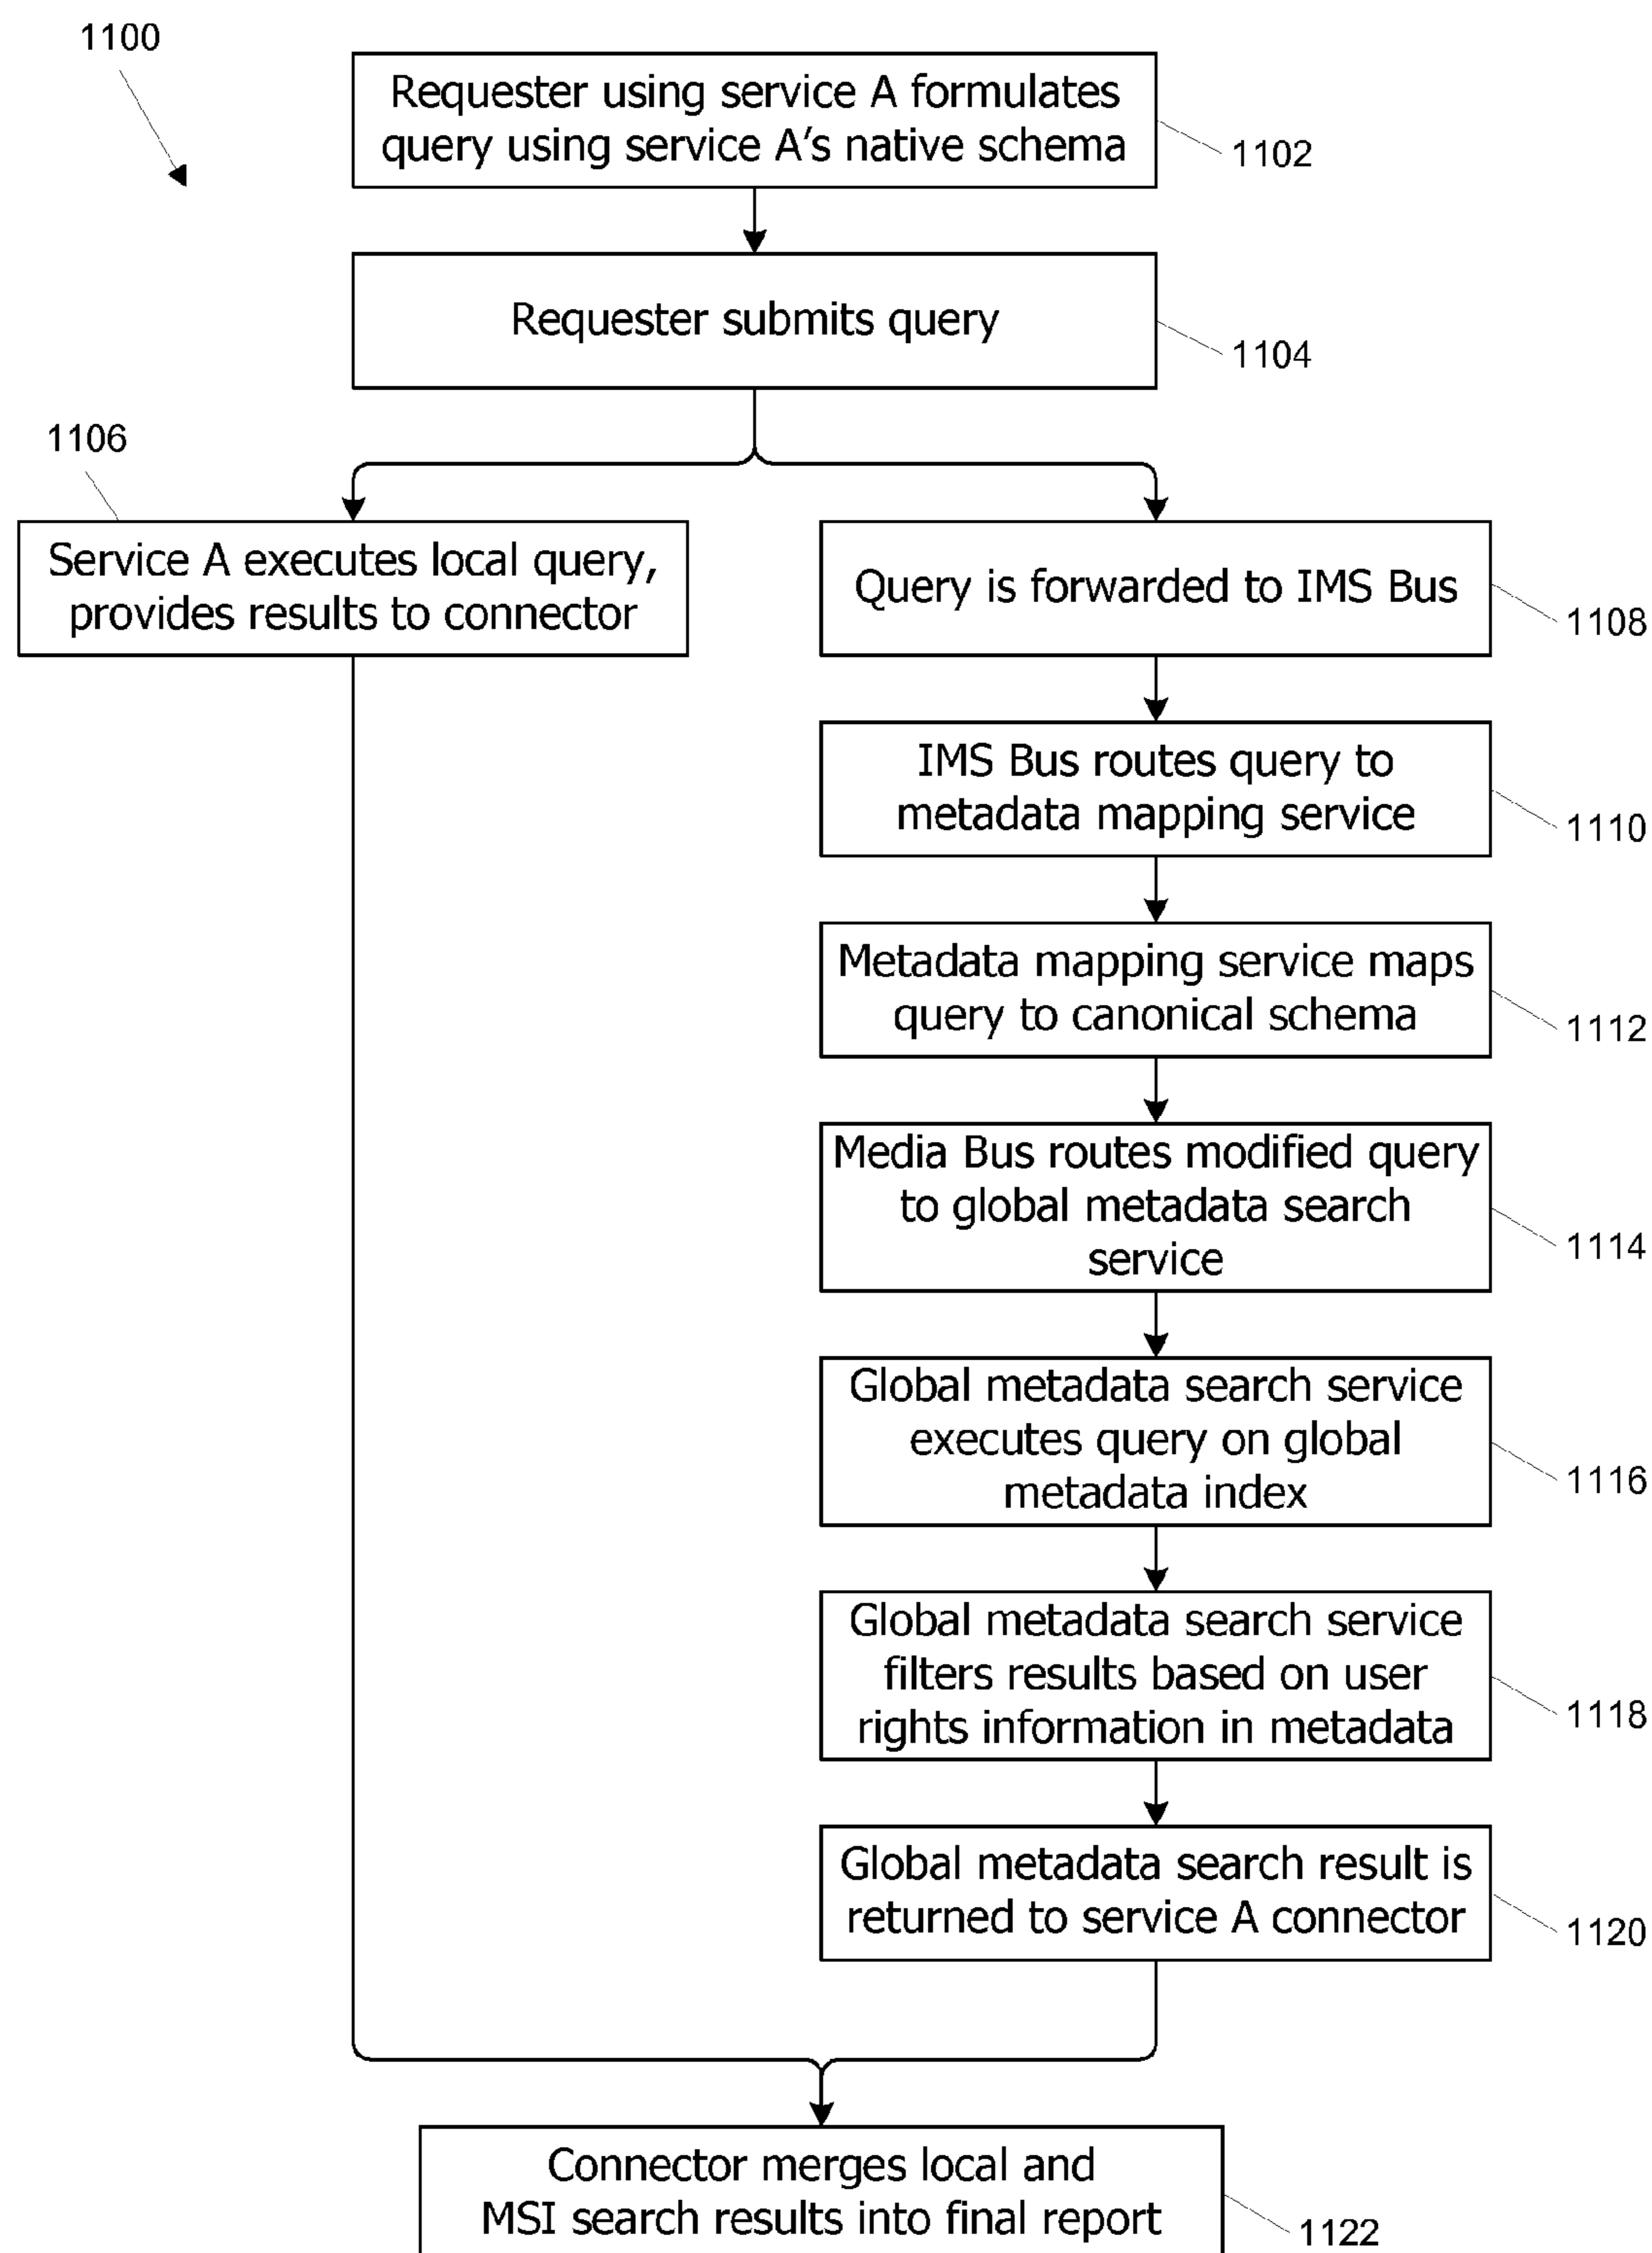 1100
Requester using service A formulates
query using service A's native schema
1102
Requester submits query
1104
1106
Service A executes local query,
provides results to connector
Query is forwarded to IMS Bus
1108
IMS Bus routes query to
metadata mapping service
1110
Metadata mapping service maps
query to canonical schema
1112
Media Bus routes modified query
to global metadata search
service
1114
Global metadata search service
executes query on global
metadata index
1116
Global metadata search service
filters results based on user
rights information in metadata
1118
Global metadata search result is
returned to service A connector
1120
Connector merges local and
MSI search results into final report
1122